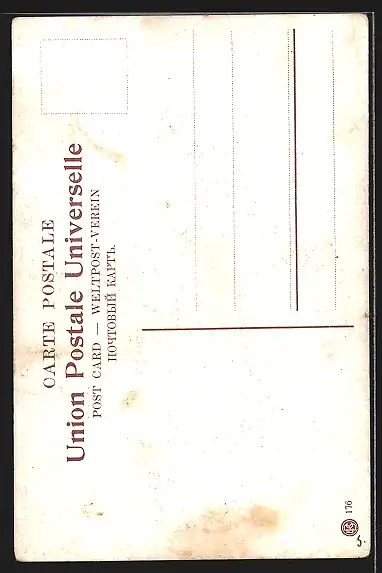 CARTE POSTALE
Union Postale Universelle
POST CARD — WELTPOST-VEREIN
ПОЧТОВЫЙ КАРТЪ.
176